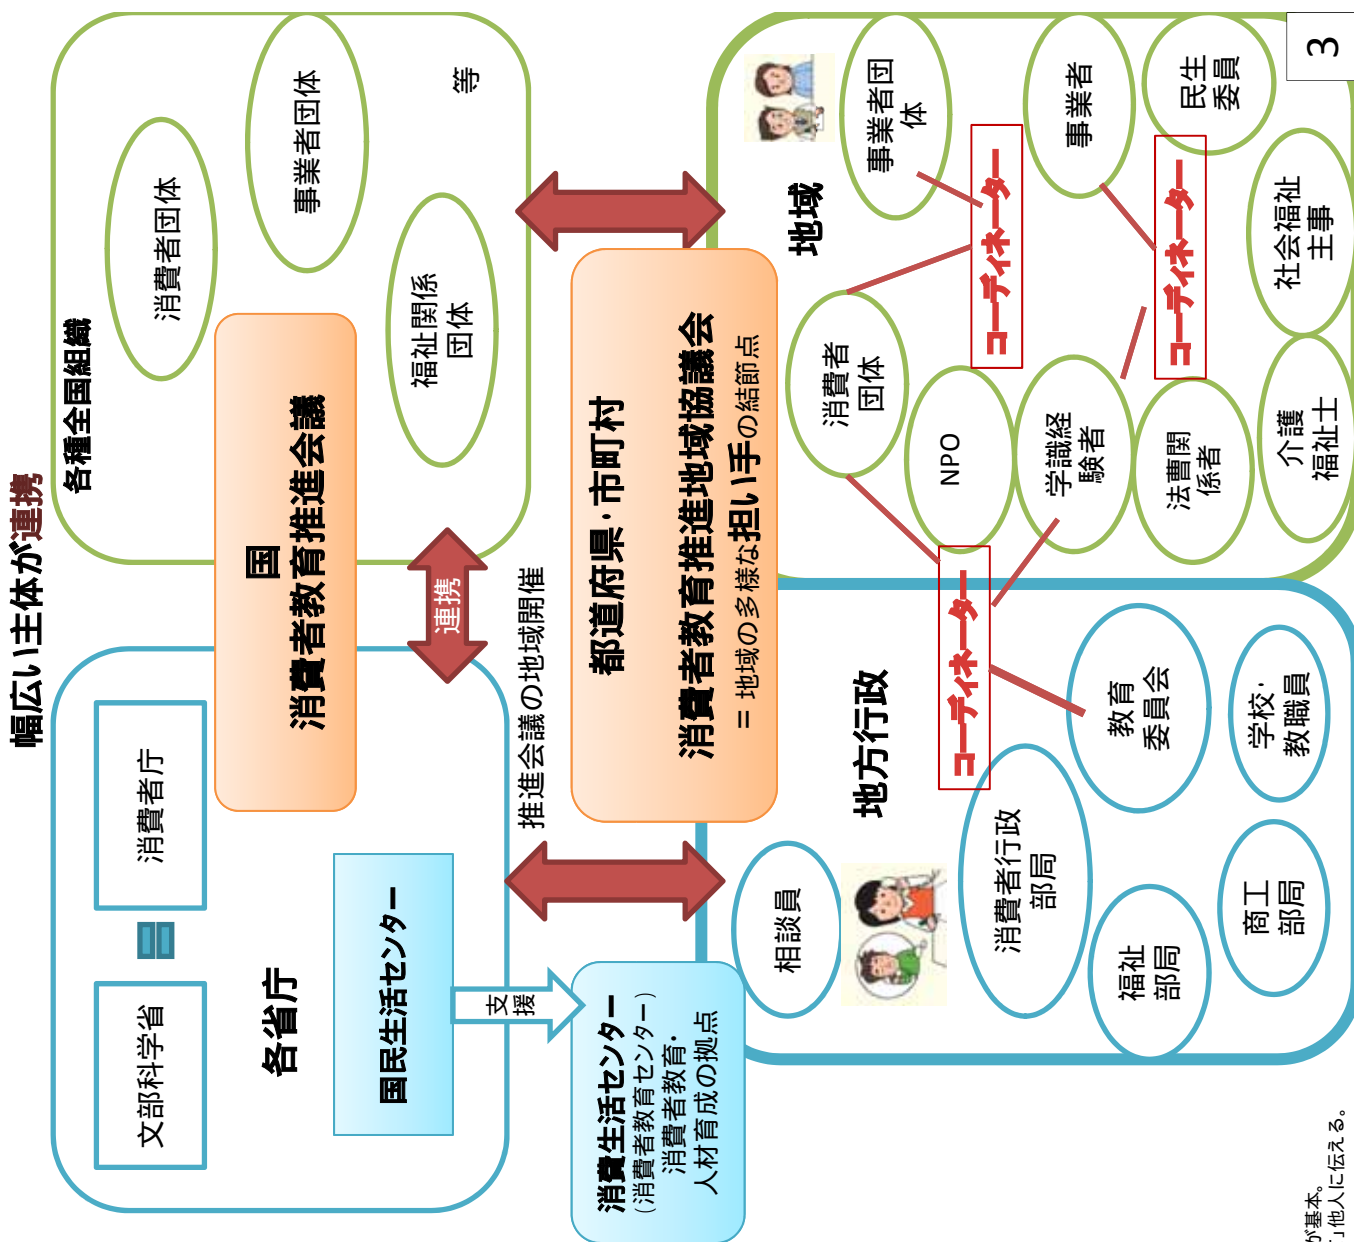 幅広い主体が連携
各種全国組織
消費者団体
事業者団体
福祉関係
団体
等
国
消費者教育推進会議
連携
文部科学省
消費者庁
各省庁
国民生活センター
支援
推進会議の地域開催
消費生活センター
(消費者教育センター)
消費者教育・
人材育成の拠点
都道府県・市町村
消費者教育推進地域協議会
= 地域の多様な担い手の結節点
地方行政
相談員
消費者行政
部局
福祉
部局
商工
部局
教育
委員会
学校・
教職員
コーディネーター
地域
消費者
団体
事業者団
体
NPO
コーディネーター
学識経
験者
事業者
法曹関
係者
コーディネーター
民生
委員
介護
福祉士
社会福祉
主事
が基本。
」他人に伝える。
3